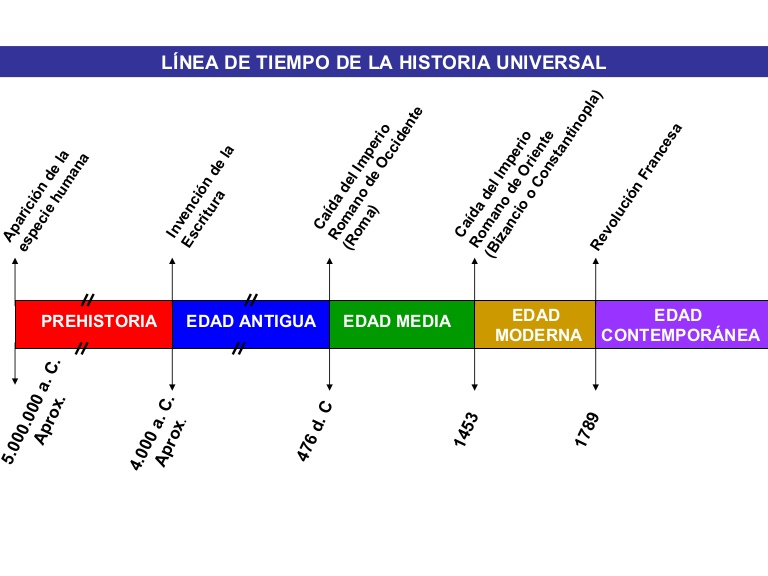 LÍNEA DE TIEMPO DE LA HISTORIA UNIVERSAL
Aparición de la
especie humana
Invención de la
Escritura
Caída del Imperio
Romano de Occidente
(Roma)
Caída del Imperio
Romano de Oriente
(Bizancio o Constantinopla)
Revolución Francesa
PREHISTORIA
EDAD ANTIGUA
EDAD MEDIA
EDAD
MODERNA
EDAD
CONTEMPORÁNEA
5.000.000 a. C.
Aprox.
4.000 a. C.
Aprox.
476 d. C
1453
1789